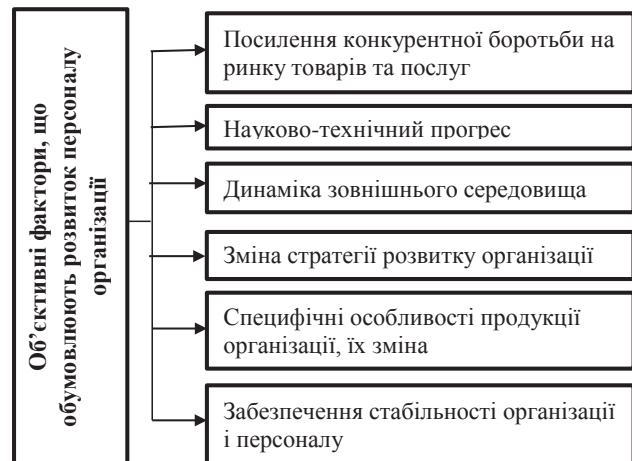 Об’єктивні фактори, що
обумовлюють розвиток персоналу
організації
Посилення конкурентної боротьби на
ринку товарів та послуг
Науково-технічний прогрес
Динаміка зовнішнього середовища
Зміна стратегії розвитку організації
Специфічні особливості продукції
організації, їх зміна
Забезпечення стабільності організації
і персоналу